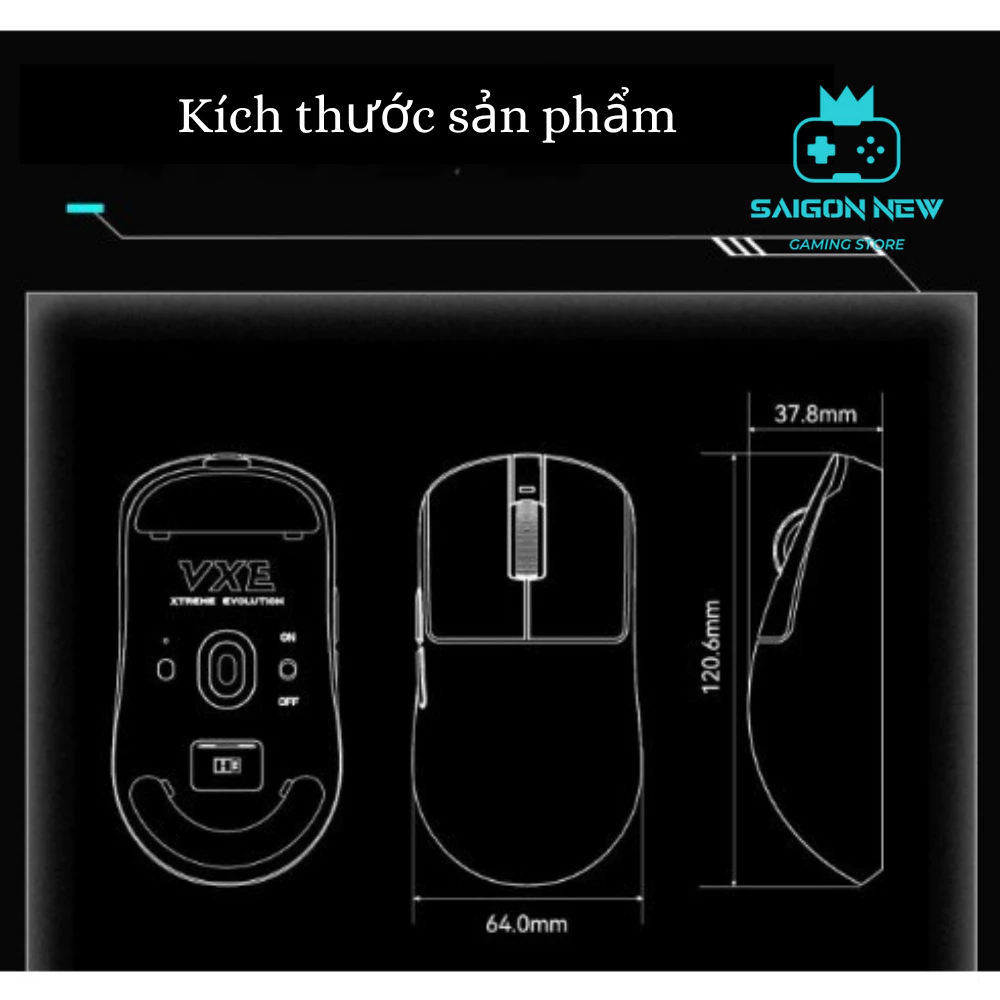 Kích thước sản phẩm
SAIGON NEW
GAMING STORE
37.8mm
VXE
XTREME EVOLUTION
ON
OFF
120.6mm
64.0mm